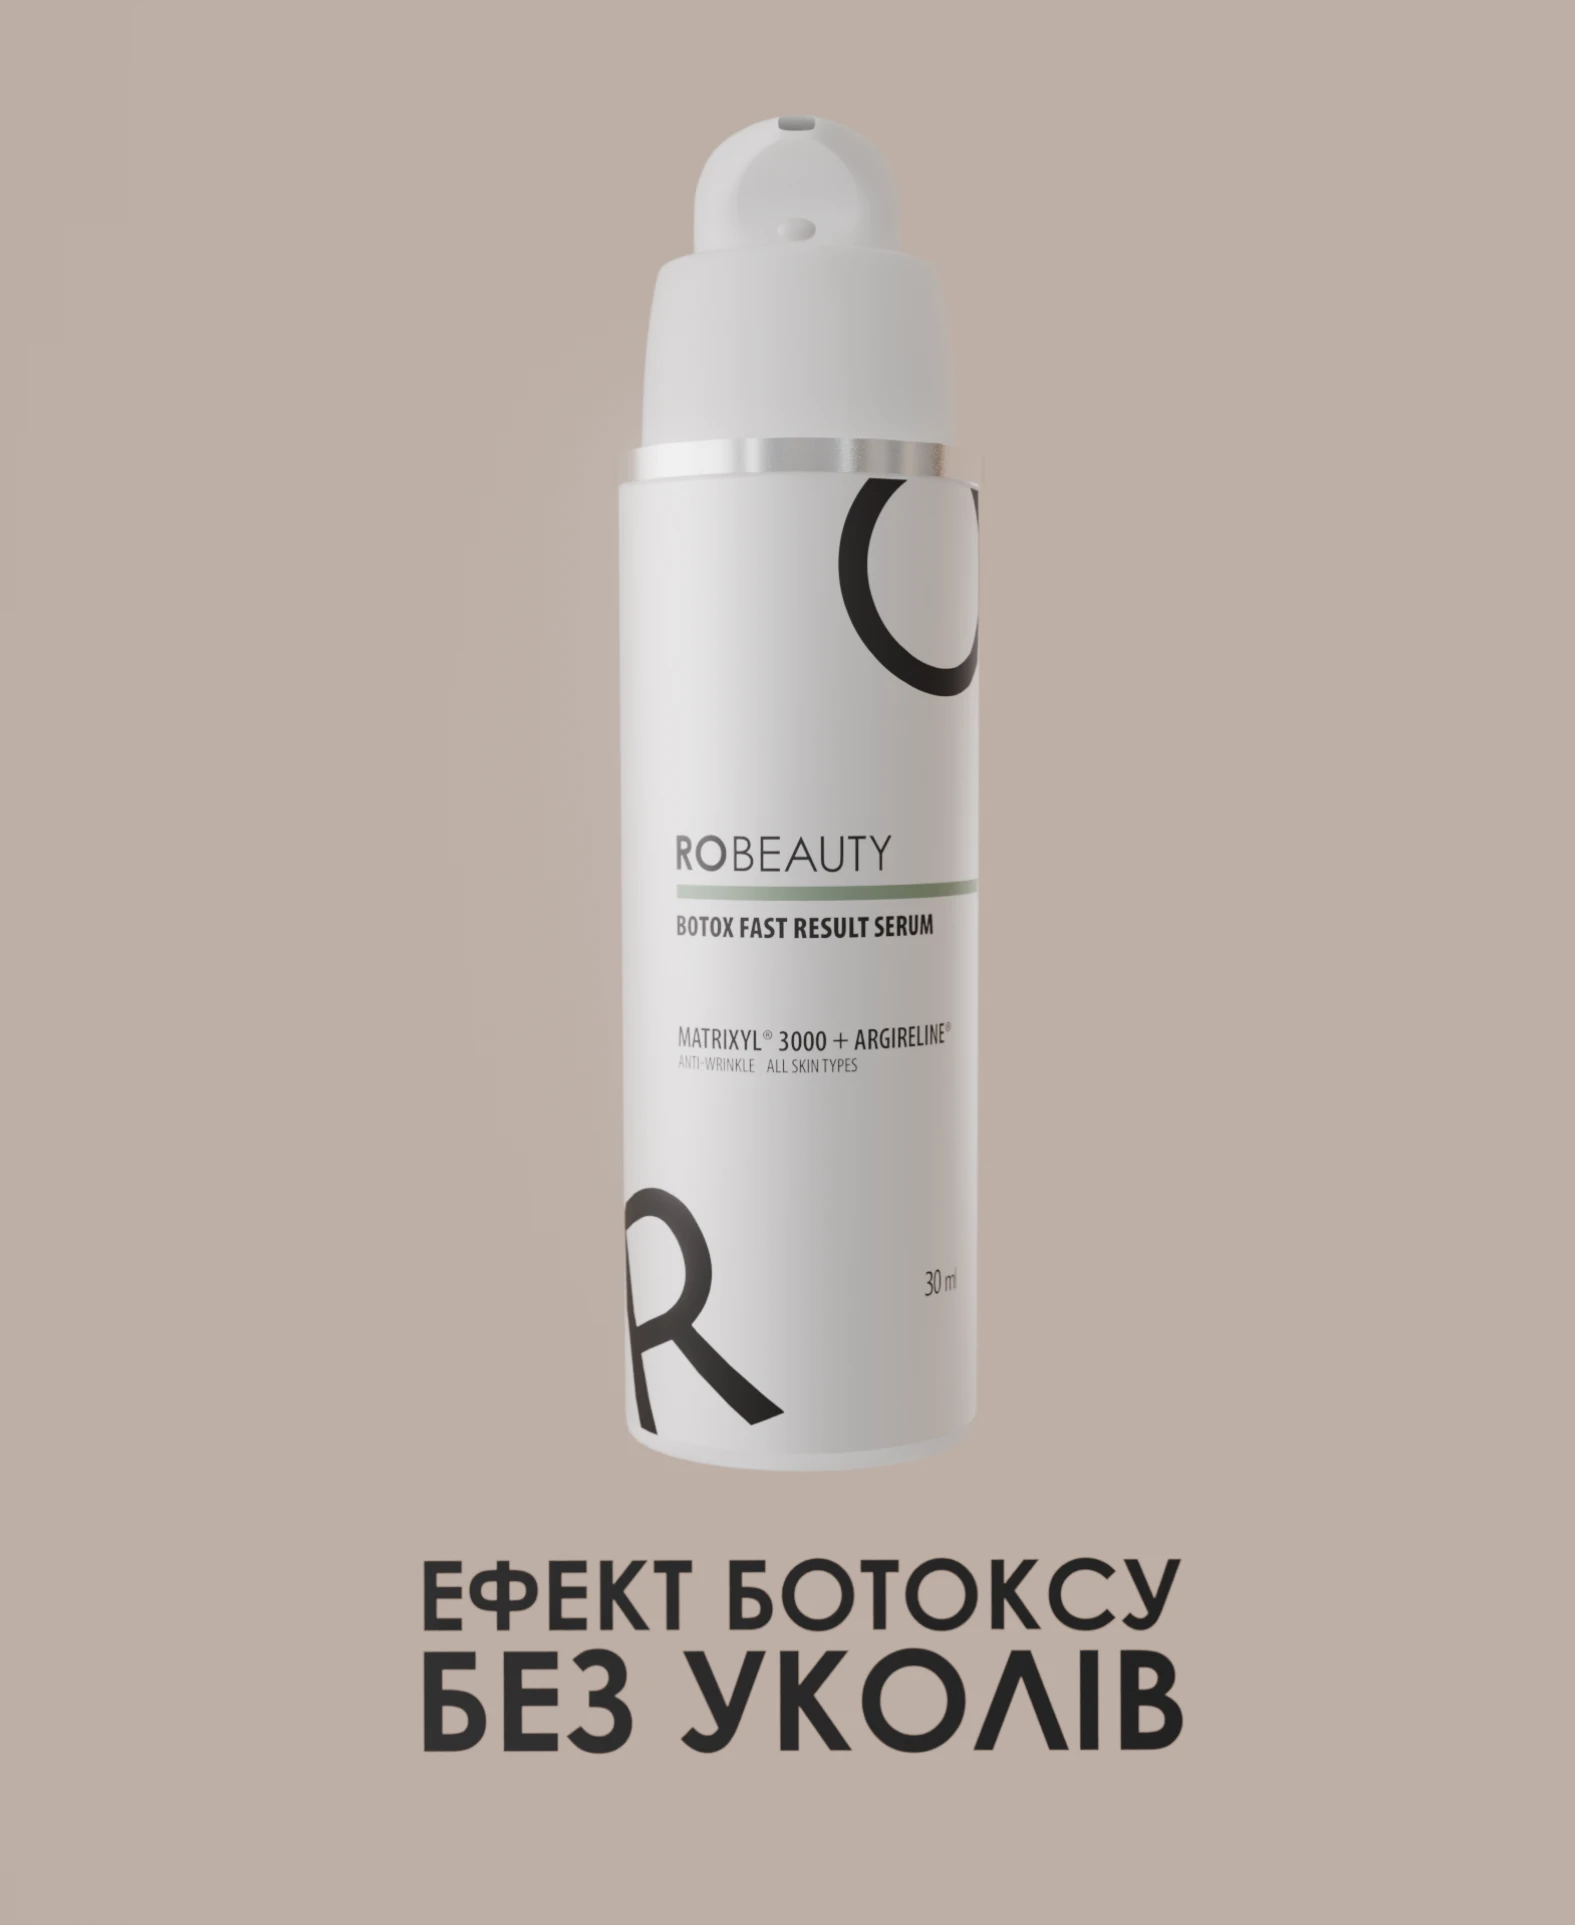 ROBEAUTY
BOTOX FAST RESULT SERUM
MATRIXYL® 3000 + ARGIRELINE®
ANTI-WRINKLE ALL SKIN TYPES
R
30 ml
ЕФЕКТ БОТОКСУ
БЕЗ УКОЛІВ